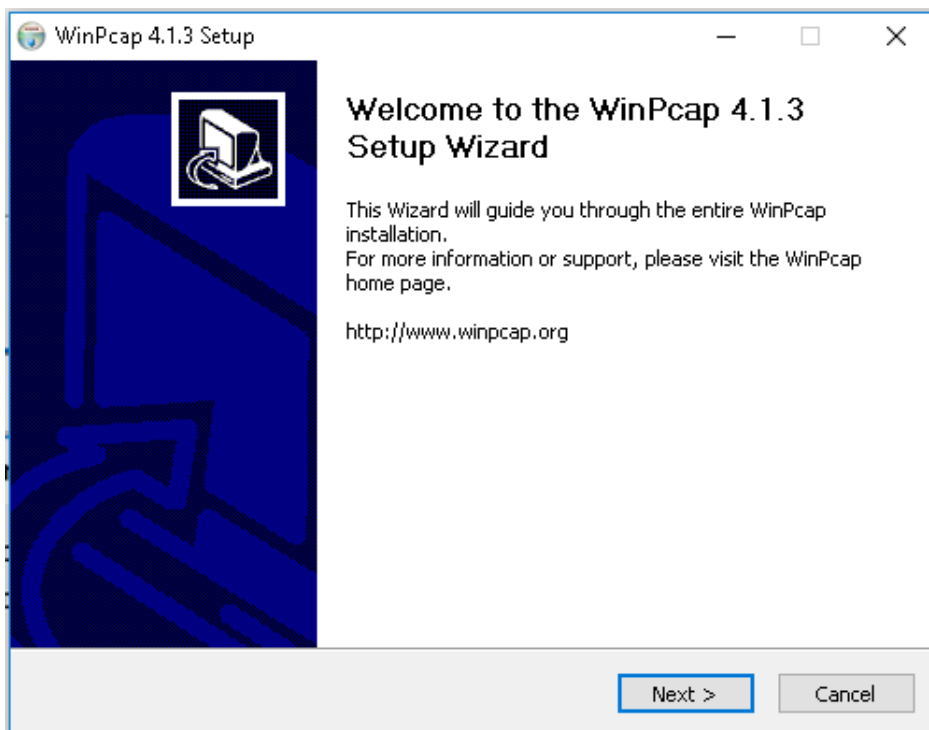 WinPcap 4.1.3 Setup
Welcome to the WinPcap 4.1.3
Setup Wizard
This Wizard will guide you through the entire WinPcap
installation.
For more information or support, please visit the WinPcap
home page.
http://www.winpcap.org
Next >
Cancel